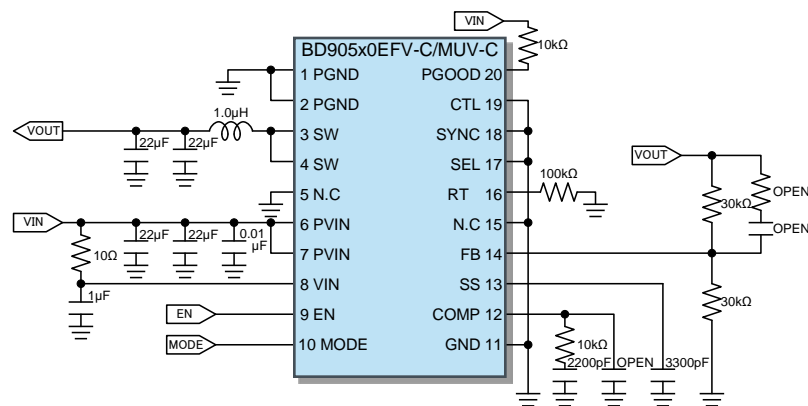 VIN
10kΩ
BD905x0EFV-C/MUV-C
1 PGND
PGOOD 20
2 PGND
CTL 19
1.0µH
VOUT
22µF
22µF
3 SW
SYNC 18
4 SW
SEL 17
VOUT
100kΩ
5 N.C
RT 16
OPEN
30kΩ
VIN
22µF
22µF
0.01
µF
6 PVIN
N.C 15
OPEN
10Ω
7 PVIN
FB 14
1µF
8 VIN
SS 13
30kΩ
EN
9 EN
COMP 12
MODE
10 MODE
GND 11
10kΩ
2200pF
OPEN
3300pF